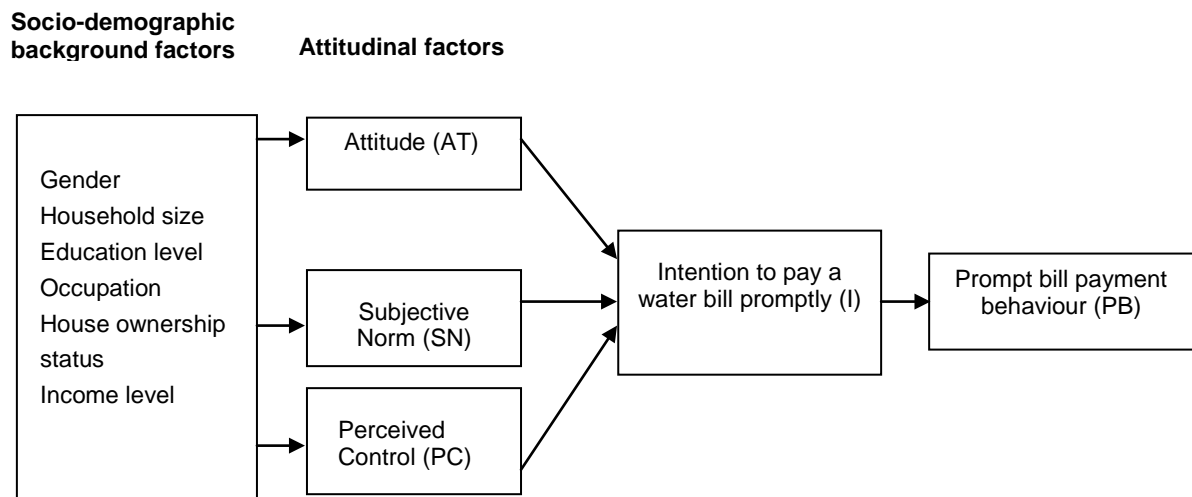 Socio-demographic
background factors
Attitudinal factors
Gender
Household size
Education level
Occupation
House ownership
status
Income level
Attitude (AT)
Subjective
Norm (SN)
Perceived
Control (PC)
Intention to pay a
water bill promptly (I)
Prompt bill payment
behaviour (PB)